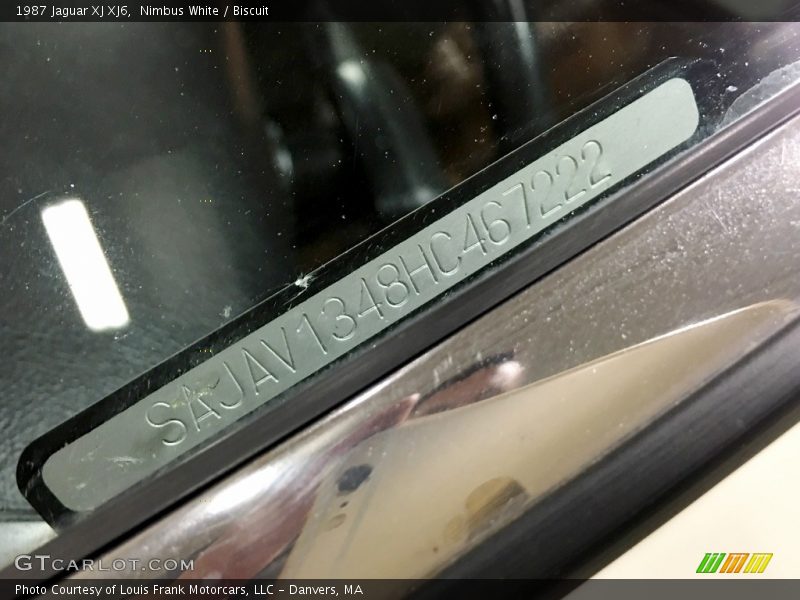 1987 Jaguar XJ XJ6, Nimbus White / Biscuit
SAJAV1348HC467222
GTCARLOT.COM
Photo Courtesy of Louis Frank Motorcars, LLC – Danvers, MA